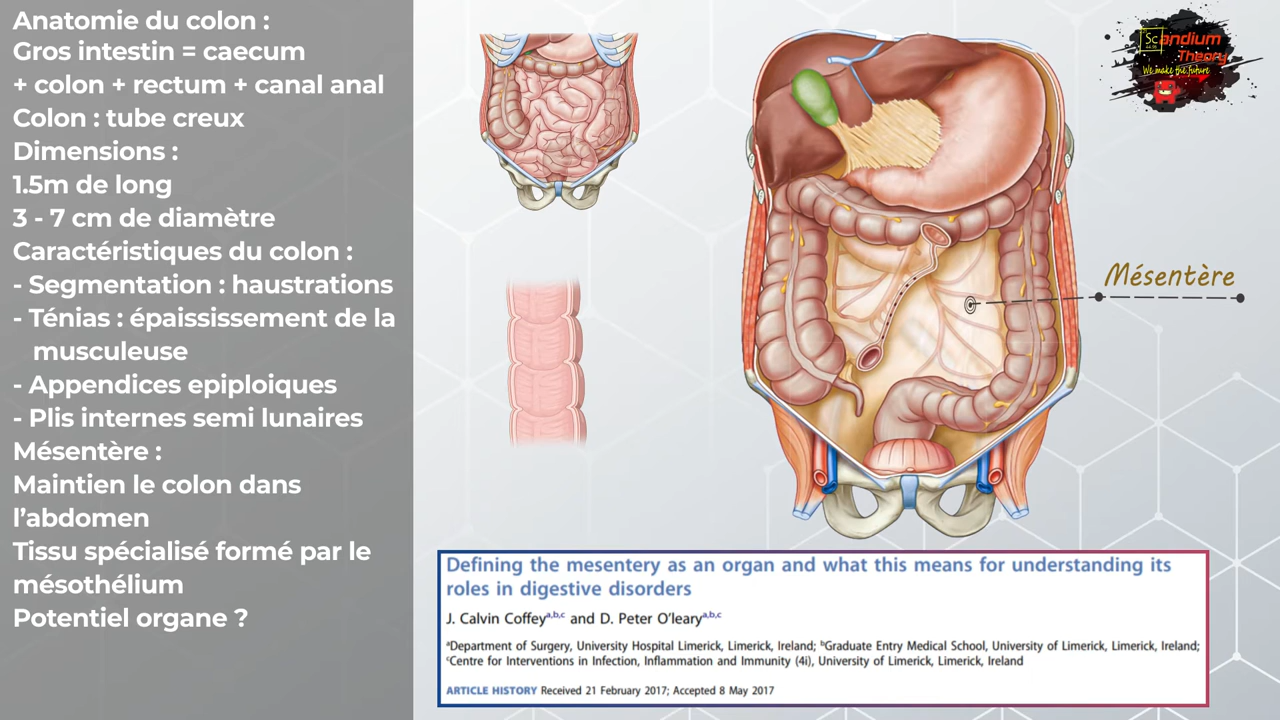 Anatomie du colon :
Gros intestin = caecum
+ colon + rectum + canal anal
Colon : tube creux
Dimensions :
1.5m de long
3 - 7 cm de diamètre
Caractéristiques du colon :
- Segmentation : haustrations
- Ténias : épaississement de la
musculeuse
- Appendices epiploiques
- Plis internes semi lunaires
Mésentère :
Maintien le colon dans
l’abdomen
Tissu spécialisé formé par le
mésothélium
Potentiel organe ?
Scandium
Theory
We make the future
Mésentère
Defining the mesentery as an organ and what this means for understanding its
roles in digestive disorders
J. Calvin Coffeya,b,c and D. Peter O’learya,b,c
aDepartment of Surgery, University Hospital Limerick, Limerick, Ireland; bGraduate Entry Medical School, University of Limerick, Limerick, Ireland;
cCentre for Interventions in Infection, Inflammation and Immunity (4i), University of Limerick, Limerick, Ireland
ARTICLE HISTORY Received 21 February 2017; Accepted 8 May 2017